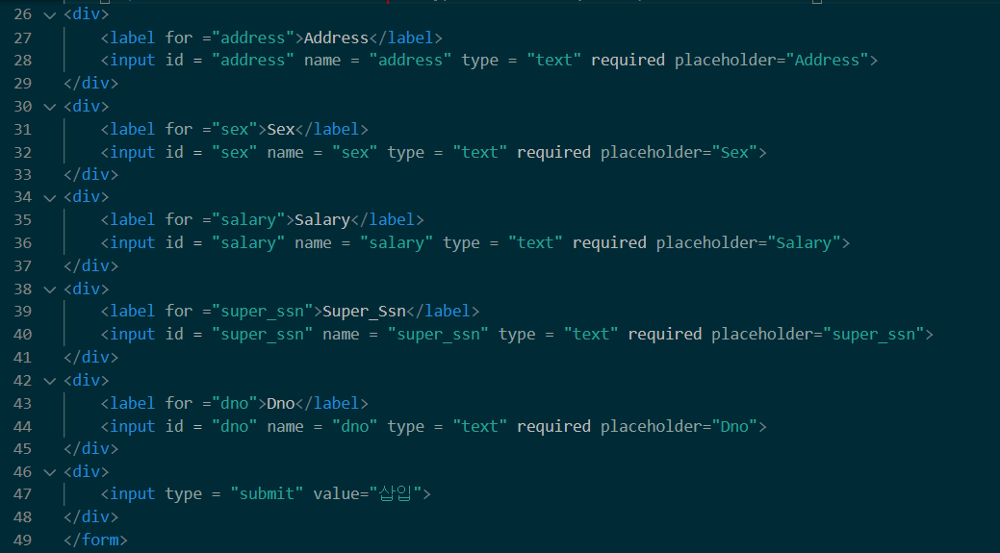 26 <div>
27 <label for ="address">Address</label>
28 <input id = "address" name = "address" type = "text" required placeholder="Address">
29 </div>
30 <div>
31 <label for ="sex">Sex</label>
32 <input id = "sex" name = "sex" type = "text" required placeholder="Sex">
33 </div>
34 <div>
35 <label for ="salary">Salary</label>
36 <input id = "salary" name = "salary" type = "text" required placeholder="Salary">
37 </div>
38 <div>
39 <label for ="super_ssn">Super_Ssn</label>
40 <input id = "super_ssn" name = "super_ssn" type = "text" required placeholder="super_ssn">
41 </div>
42 <div>
43 <label for ="dno">Dno</label>
44 <input id = "dno" name = "dno" type = "text" required placeholder="Dno">
45 </div>
46 <div>
47 <input type = "submit" value="삽입">
48 </div>
49 </form>